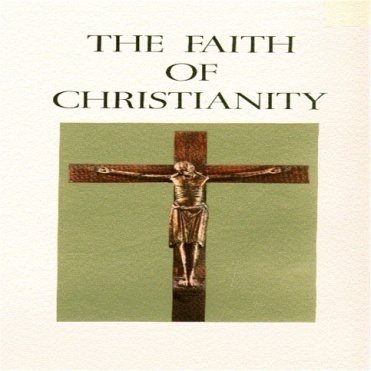 THE FAITH
OF
CHRISTIANITY